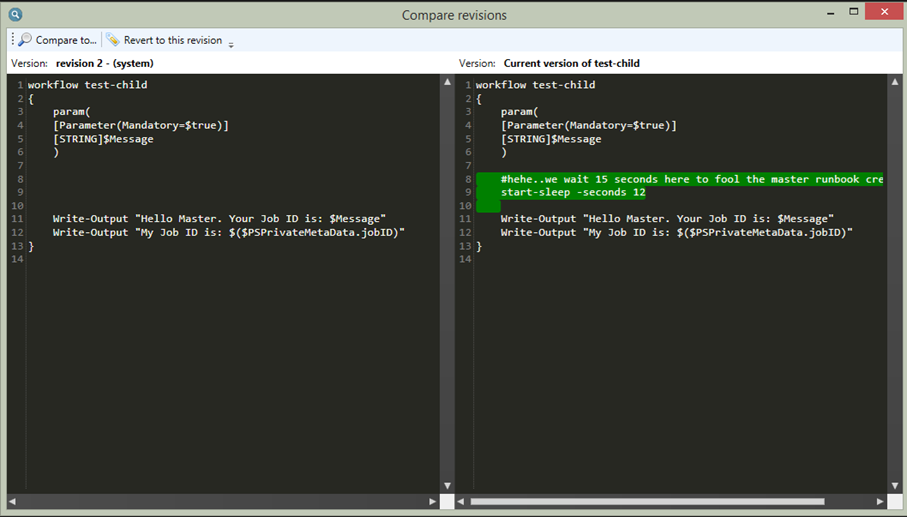 Compare revisions
Compare to... Revert to this revision
Version: revision 2 - (system)
1 workflow test-child
2 {
3 param(
4 [Parameter(Mandatory=$true)]
5 [STRING]$Message
6 )
7
8
9
10
11 Write-Output "Hello Master. Your Job ID is: $Message"
12 Write-Output "My Job ID is: $($PSPrivateMetaData.jobID)"
13 }
14
Version: Current version of test-child
1 workflow test-child
2 {
3 param(
4 [Parameter(Mandatory=$true)]
5 [STRING]$Message
6 )
7
8 #hehe..we wait 15 seconds here to fool the master runbook cre
9 start-sleep -seconds 12
10
11 Write-Output "Hello Master. Your Job ID is: $Message"
12 Write-Output "My Job ID is: $($PSPrivateMetaData.jobID)"
13 }
14